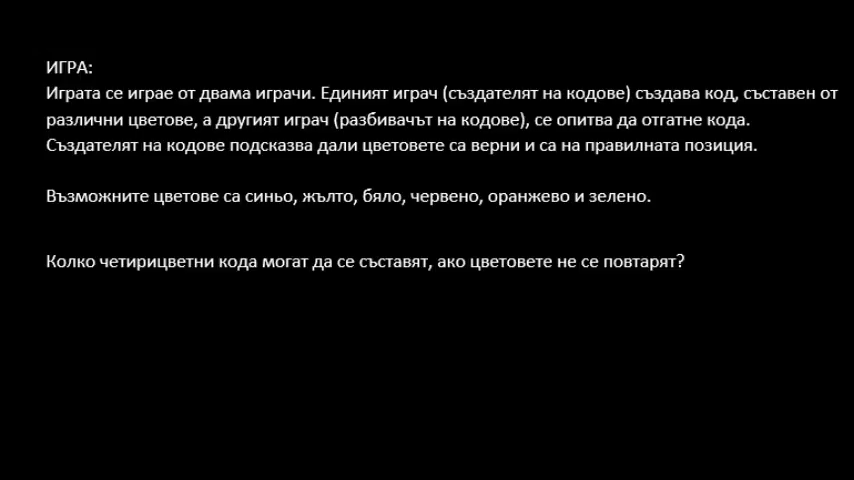 ИГРА:
Играта се играе от двама играчи. Единият играч (създателят на кодове) създава код, съставен от
различни цветове, а другият играч (разбивачът на кодове), се опитва да отгатне кода.
Създателят на кодове подсказва дали цветовете са верни и са на правилната позиция.
Възможните цветове са синьо, жълто, бяло, червено, оранжево и зелено.
Колко четирицветни кода могат да се съставят, ако цветовете не се повтарят?